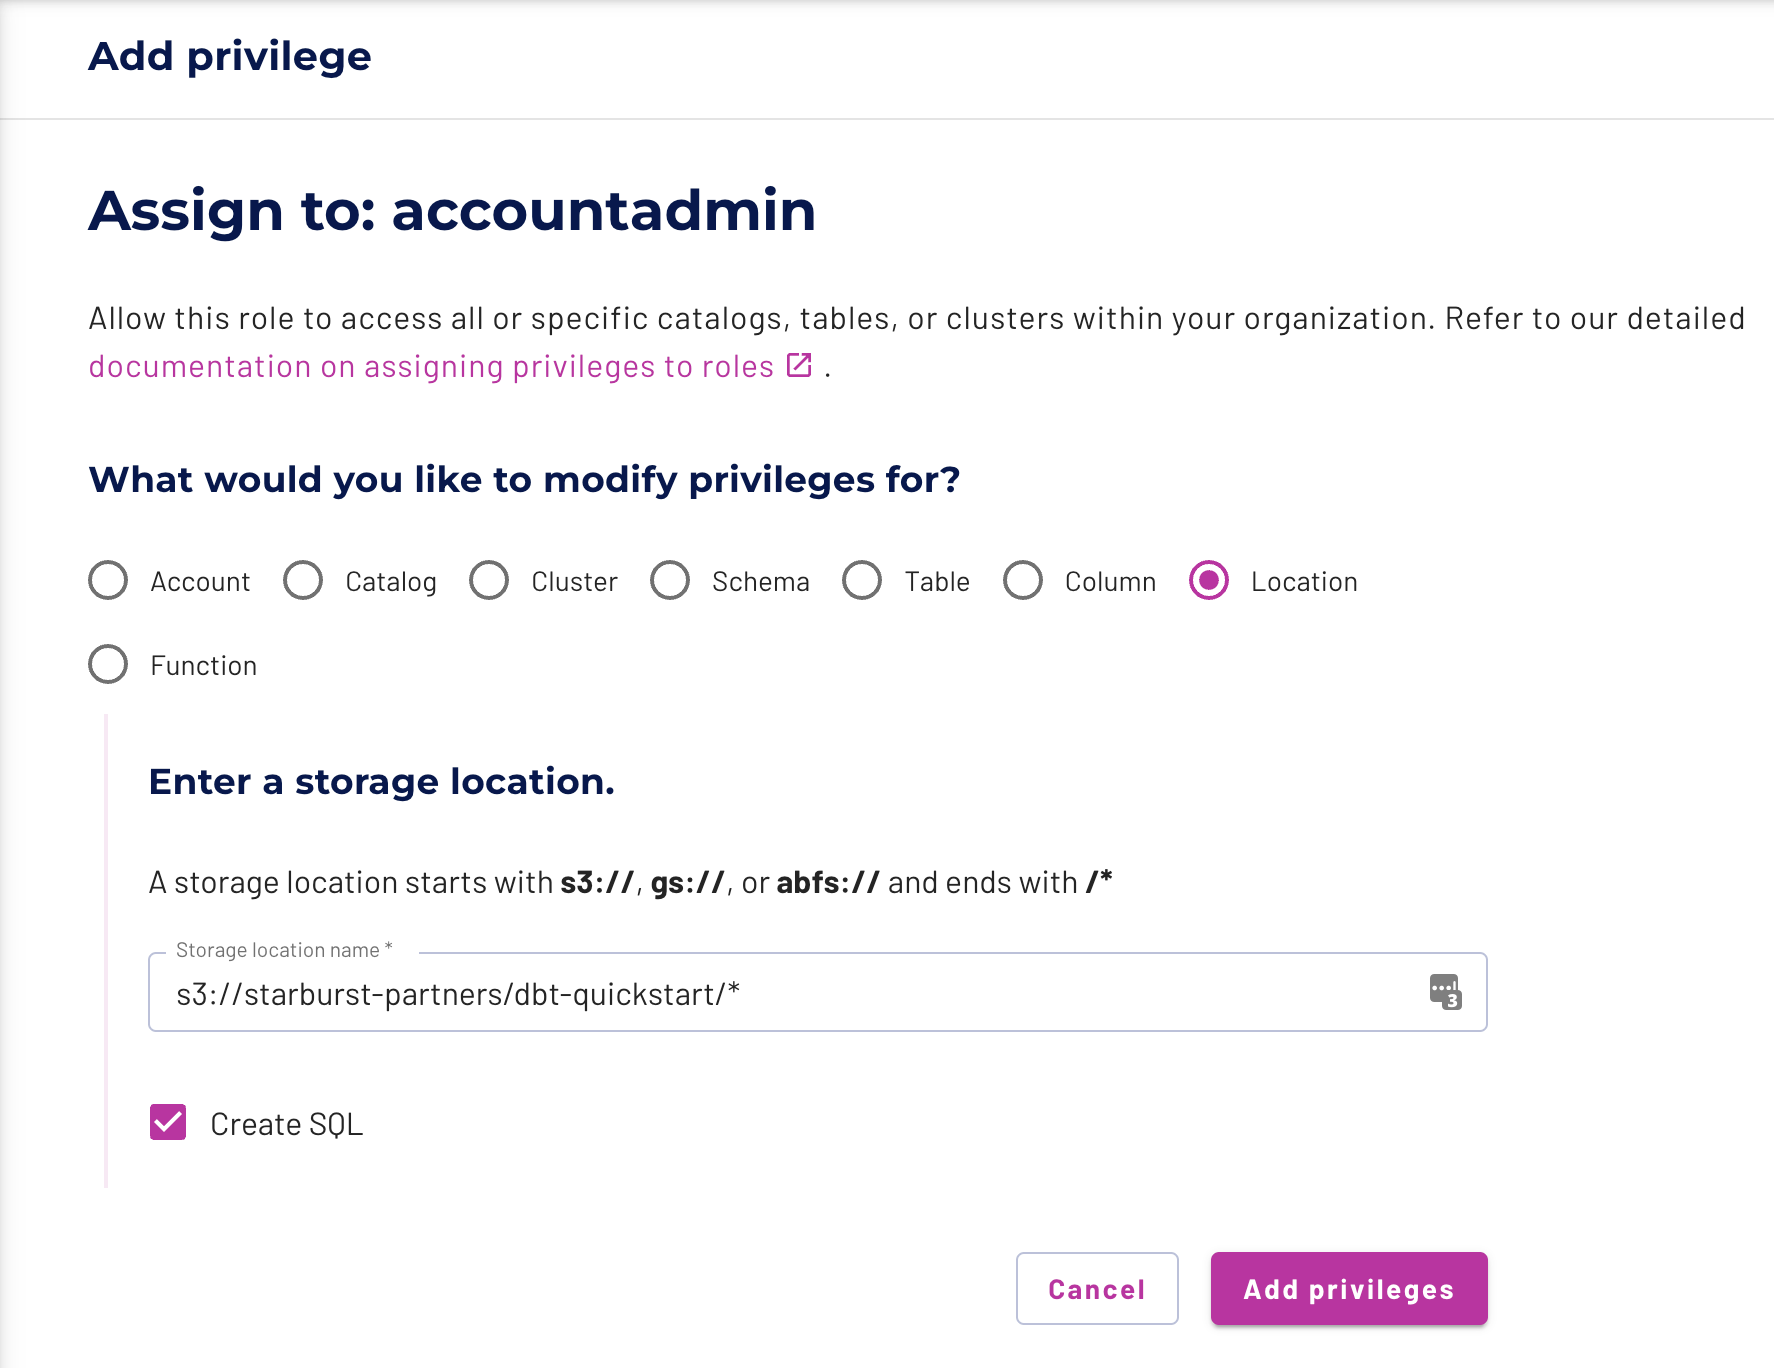 Add privilege
Assign to: accountadmin
Allow this role to access all or specific catalogs, tables, or clusters within your organization. Refer to our detailed
documentation on assigning privileges to roles .
What would you like to modify privileges for?
Account Catalog Cluster Schema Table Column Location
Function
Enter a storage location.
A storage location starts with s3://, gs://, or abfs:// and ends with /*
Storage location name *
s3://starburst-partners/dbt-quickstart/*
3
Create SQL
Cancel Add privileges